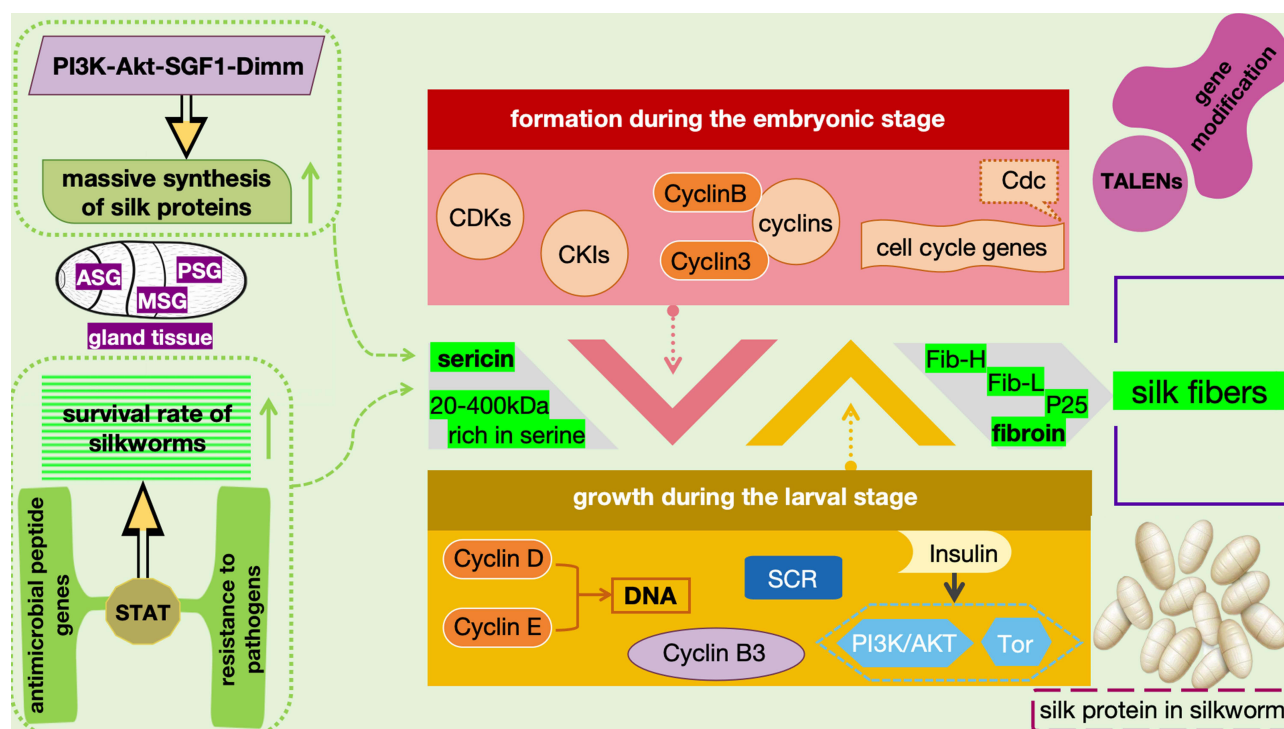 PI3K-Akt-SGF1-Dimm
massive synthesis
of silk proteins
ASG
PSG
MSG
gland tissue
survival rate of
silkworms
antimicrobial peptide
genes
STAT
resistance to
pathogens
formation during the embryonic stage
CDKs
CKIs
CyclinB
cyclins
Cyclin3
Cdc
cell cycle genes
gene
modification
TALENs
sericin
20-400kDa
rich in serine
Fib-H
Fib-L
P25
fibroin
silk fibers
growth during the larval stage
Cyclin D
Cyclin E
DNA
SCR
Insulin
Cyclin B3
PI3K/AKT
Tor
silk protein in silkworm